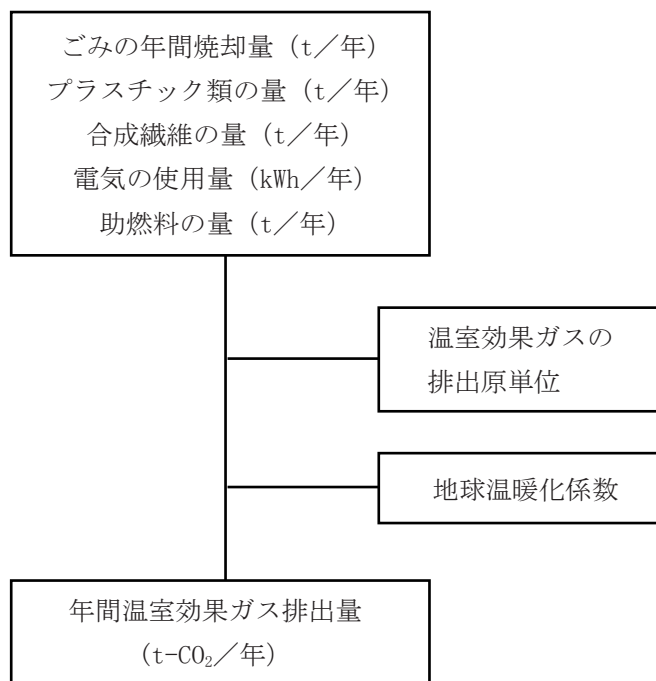 ごみの年間焼却量（t／年）
プラスチック類の量（t／年）
合成繊維の量（t／年）
電気の使用量（kWh／年）
助燃料の量（t／年）
温室効果ガスの
排出原単位
地球温暖化係数
年間温室効果ガス排出量
（t-CO₂／年）